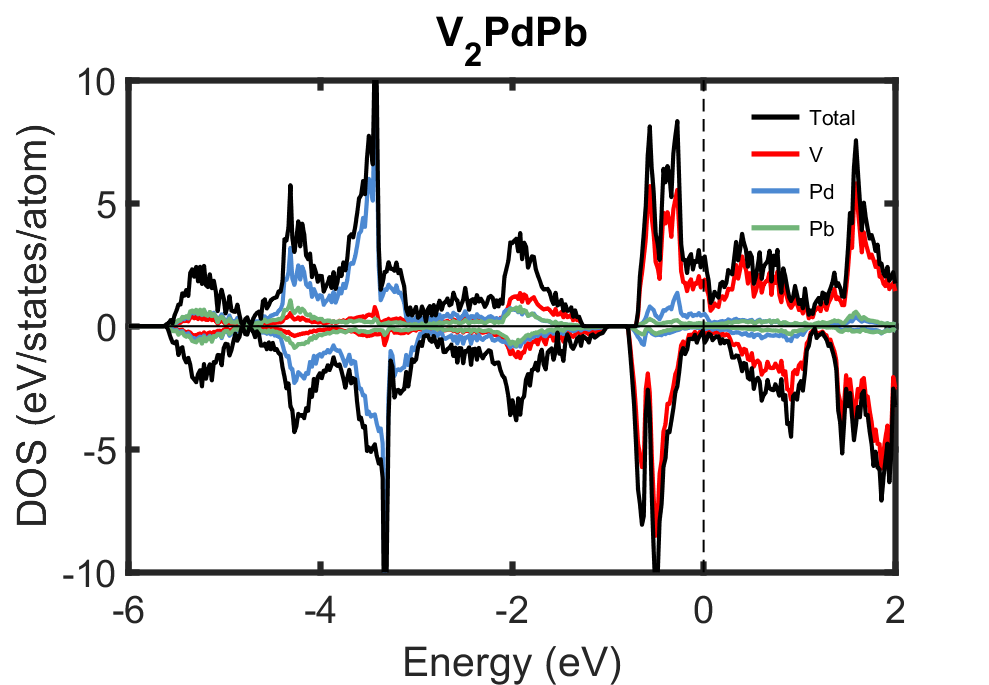 V2PdPb
DOS (eV/states/atom)
10
5
0
-5
-10
Total
V
Pd
Pb
-6
-4
-2
0
2
Energy (eV)